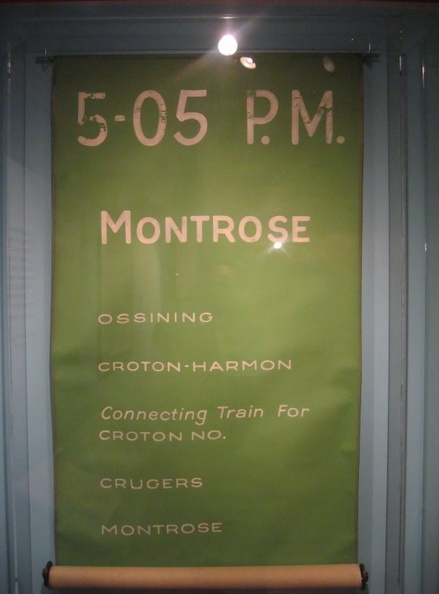 5-05 P.M.
MONTROSE
OSSINING
CROTON-HARMON
Connecting Train For
CROTON NO.
CRUGERS
MONTROSE